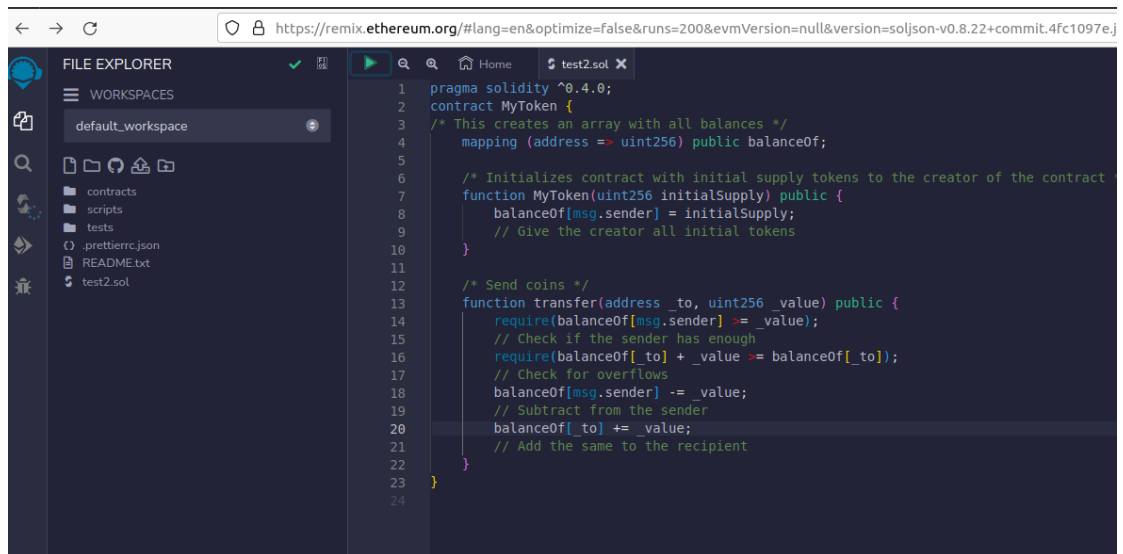 https://remix.ethereum.org/#lang=en&optimize=false&runs=200&evmVersion=null&version=soljson-v0.8.22+commit.4fc1097e.j
FILE EXPLORER
WORKSPACES
default_workspace
contracts
scripts
tests
.prettierrc.json
README.txt
test2.sol
Home
test2.sol
1 pragma solidity ^0.4.0;
2 contract MyToken {
3 /* This creates an array with all balances */
4 mapping (address => uint256) public balanceOf;
5
6 /* Initializes contract with initial supply tokens to the creator of the contract *
7 function MyToken(uint256 initialSupply) public {
8 balanceOf[msg.sender] = initialSupply;
9 // Give the creator all initial tokens
10 }
11
12 /* Send coins */
13 function transfer(address _to, uint256 _value) public {
14 require(balanceOf[msg.sender] >= _value);
15 // Check if the sender has enough
16 require(balanceOf[_to] + _value >= balanceOf[_to]);
17 // Check for overflows
18 balanceOf[msg.sender] -= _value;
19 // Subtract from the sender
20 balanceOf[_to] += _value;
21 // Add the same to the recipient
22 }
23 }
24